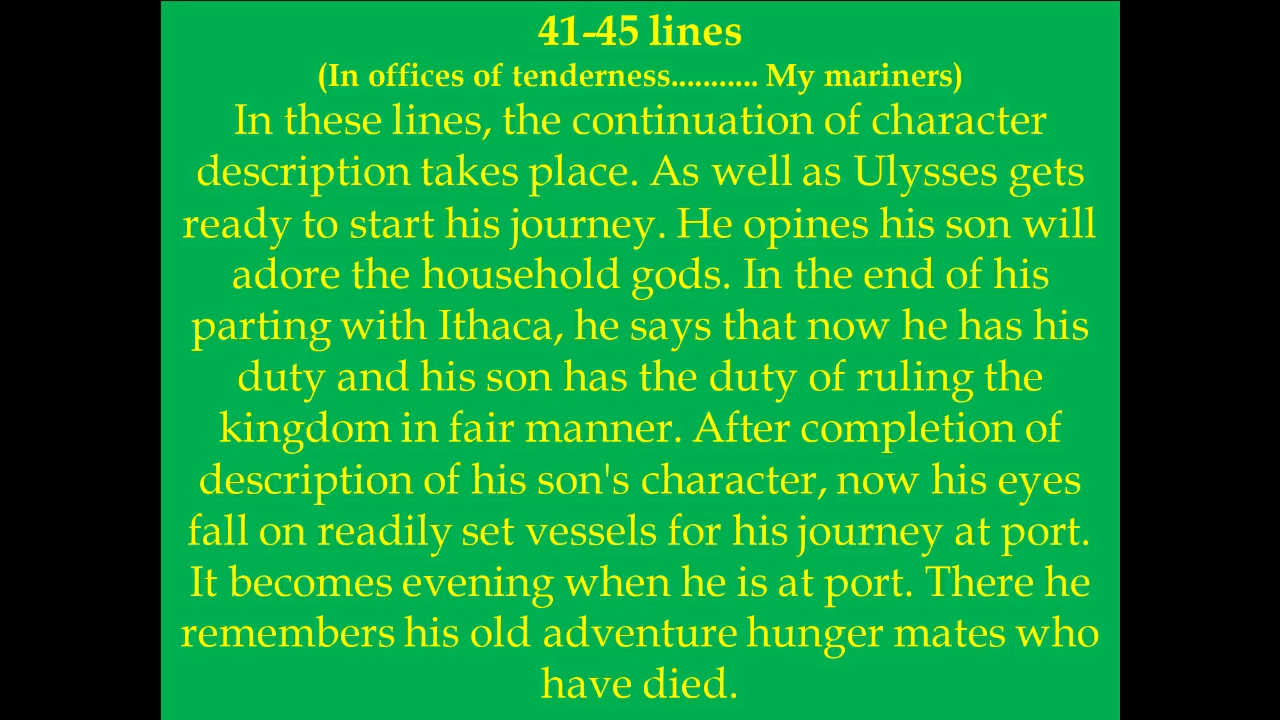 41-45 lines
(In offices of tenderness........... My mariners)
In these lines, the continuation of character
description takes place. As well as Ulysses gets
ready to start his journey. He opines his son will
adore the household gods. In the end of his
parting with Ithaca, he says that now he has his
duty and his son has the duty of ruling the
kingdom in fair manner. After completion of
description of his son's character, now his eyes
fall on readily set vessels for his journey at port.
It becomes evening when he is at port. There he
remembers his old adventure hunger mates who
have died.